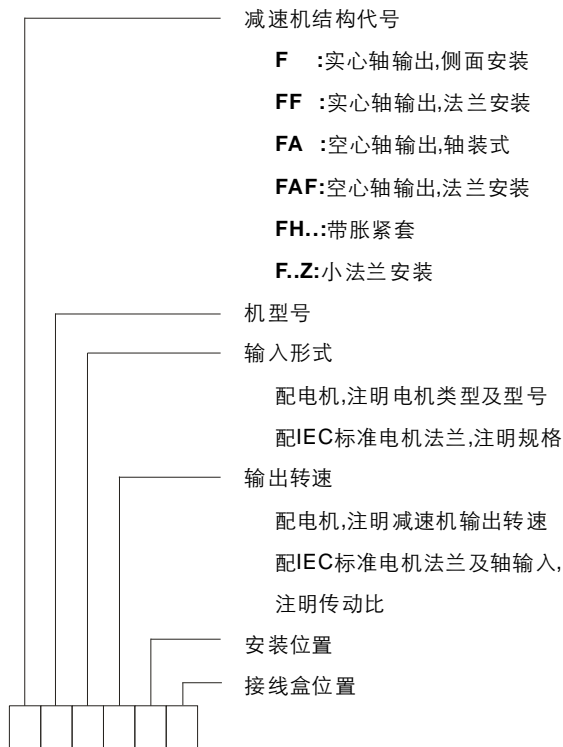 减速机结构代号
F :实心轴输出,侧面安装
FF :实心轴输出,法兰安装
FA :空心轴输出,轴装式
FAF:空心轴输出,法兰安装
FH..:带胀紧套
F..Z:小法兰安装
机型号
输入形式
配电机,注明电机类型及型号
配IEC标准电机法兰,注明规格
输出转速
配电机,注明减速机输出转速
配IEC标准电机法兰及轴输入,
注明传动比
安装位置
接线盒位置